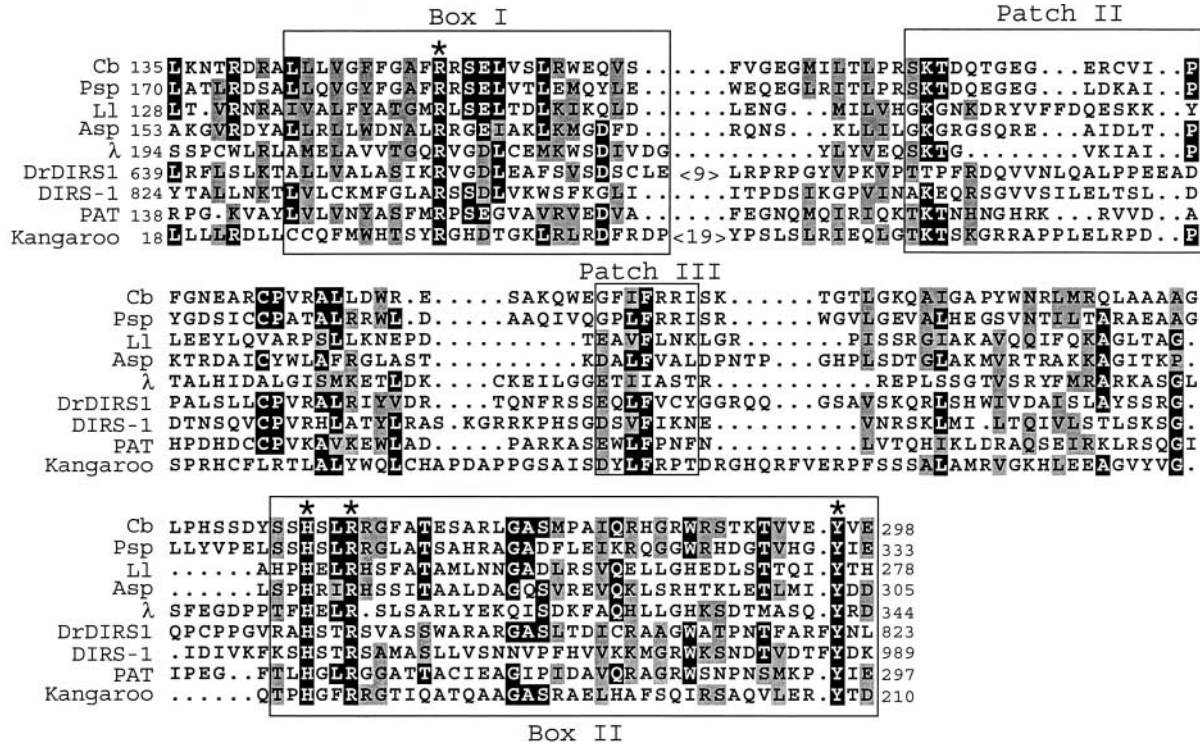 Box I Patch II
*
Cb 135 LKNTRDRALLLVGFFGAFRRSELVSLRWEQVS.....FVGEGMILTLPRSKTDQTGEG...ERCVI.P
Psp 170 LATLRDSALLQVGYFGAFRRSELVTLEMQYLE.....WEQEGLRITLPRSKTDQEGEG...LDKAI.P
Ll 128 LT.VRNRAIVALFYATGMRLSELTDLKIKQLD.....LENG...MILVHGKGNKDRYVFFDQESKK.Y
Asp 153 AKGVRDYALLRLLWDNALRRGEIAKLKMGDFD.....RQNS...KLLILGKGRGSQRE...AIDLT.P
λ 194 SSPCWLRLAMELAVVTGQRVGDLCEMKWSDIVDG..........YLYVEQSKTG.......VKIAI.P
DrDIRS1 639 LRFLSLKTALLVALASIKRVGDLEAFSVSDSCLE <9> LRPRPGYVKPVPTTPFRDQVVNLQALPPEEAD
DIRS-1 824 YTALLNKTLVLCKMFGLARSSDLVKWSFKGLI.....GPDSIKGPVINAKEQRSGVVSILELTSL.D
PAT 138 RPG.KVAYLVLVNYASFMRPSEGVAVRVEDVA.....FEGNQMQIRIQKTKTNHNGHRK...RVVD.A
Kangaroo 18 LLLLRDLLCCQFMWHTSYRGHDTGKLRLRDFRDP <19> YPSLSLRIEQLGTKTSKGRRAPPLELRPD.P
Patch III
Cb FGNEARCPVRALLDWR.E.....SAKQWEGFIFRRISK.....TGTLGKQAIGAPYWNRLMRQLAAAAG
Psp YGDSICCPATALRRWL.D.....AAQIVQGPLFRRISR.....WGVLGEVALHEGSVNTILTARAEAAG
Ll LEEYLQVARPSLLKNEPD..........TEAVFLNKLGR.....PISSRGIAKAVQQIFQKAGLTAG.
Asp KTRDAICYWLAFRGLAST..........KDALFVALDPNTP...GHPLSDTGLAKMVRTRAKKAGITKP.
λ TALHIDALGISMKETLDK....CKEILGGETIIASTR..........REPLSSGTVSRYFMRARKASGL
DrDIRS1 PALSLLCPVRALRIYVDR....TQNFRSSEQLFVCYGGRQQ...GSAVSKQRLSHWIVDAISLAYSSRG.
DIRS-1 DTNSQVCPVRHLATYLRAS.KGRRKPHSGDSVFIKNE.......VNRSKLMI.LTQIVLSTLSKSG.
PAT HPDHDCCPVKAVKEWLAD....PARKASEWLFPNFN........LVTQHIKLDRAQSEIRKLRSQGI
Kangaroo SPRHCFLRTLALYWQLCHAPDAPPGSAISDYLFRPTDRGHQRFVERPFSSSALAMRVGKHLEEAGVYVG.
* * *
Cb LPHSSDYSSHSLRRGFATESARLGASMPAIQRHGRWRSTKTVVE.YVE 298
Psp LLYVPELSSHSLRRGLATSAHRAGADFLEIKRQGGWRHDGTVHG.YIE 333
Ll ......AHPHELRHSFATAMLNNGADLRSVQELLGHEDLSTTQI.YTH 278
Asp .......LSPHRIRHSSITAALDAGQSVREVQKLSRHTKLETLMI.YDD 305
λ SFEGDPPTFHELR.SLSARLYEKQISDKFAQHLLGHKSDTMASQ.YRD 344
DrDIRS1 QPCPPGVRAHSTRSVASSWARARGASLTDICRAAGWATPNTFARFYNL 823
DIRS-1 .IDIVKFKSHSTRSAMASLLVSNNVPFHVVKKMGRWKSNDTVDTFYDK 989
PAT IPEG...FTLHGLRGGATTACIEAGIPIDAVQRAGRWSNPNSMKP.YIE 297
Kangaroo ......QTPHGFRRGTIQATQAAGASRAELHAFSQIRSAQVLER.YTD 210
Box II